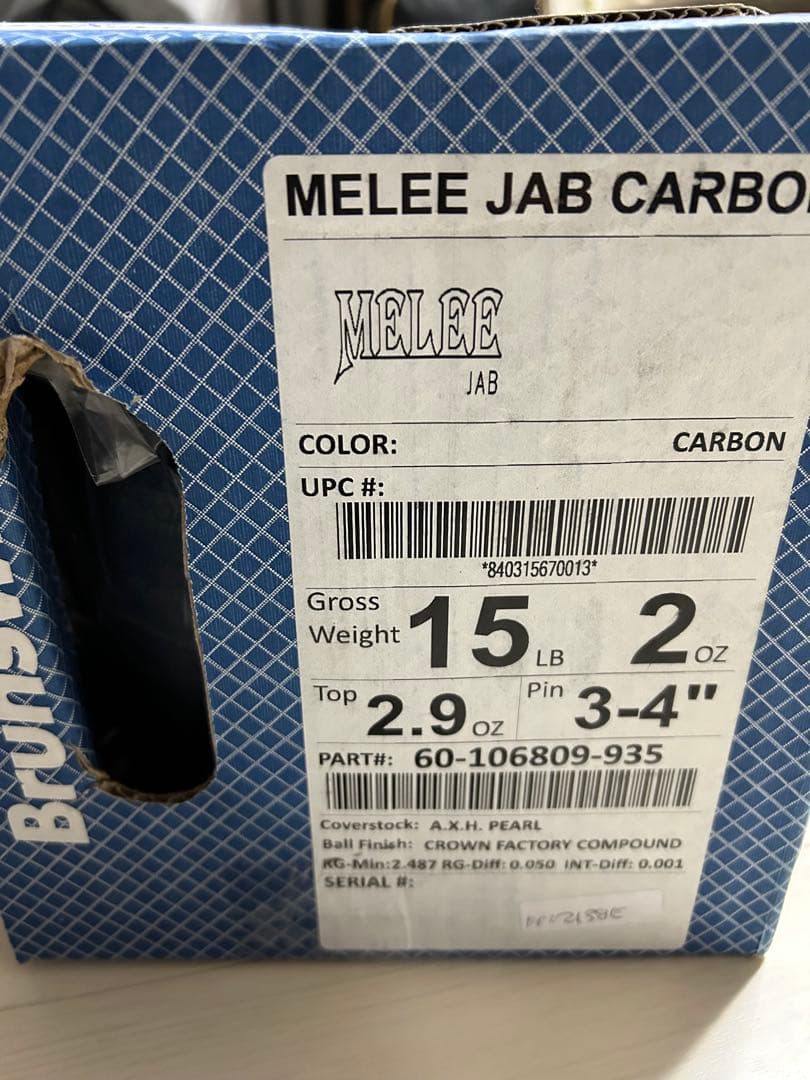 MELEE JAB CARBO
MELEE
JAB
COLOR: CARBON
UPC #:
*840315670013*
Gross Weight 15 LB 2 OZ
Top 2.9 OZ Pin 3-4"
PART#: 60-106809-935
Coverstock: A.X.H. PEARL
Ball Finish: CROWN FACTORY COMPOUND
RG-Min:2.487 RG-Diff: 0.050 INT-Diff: 0.001
SERIAL #:
Brunsw